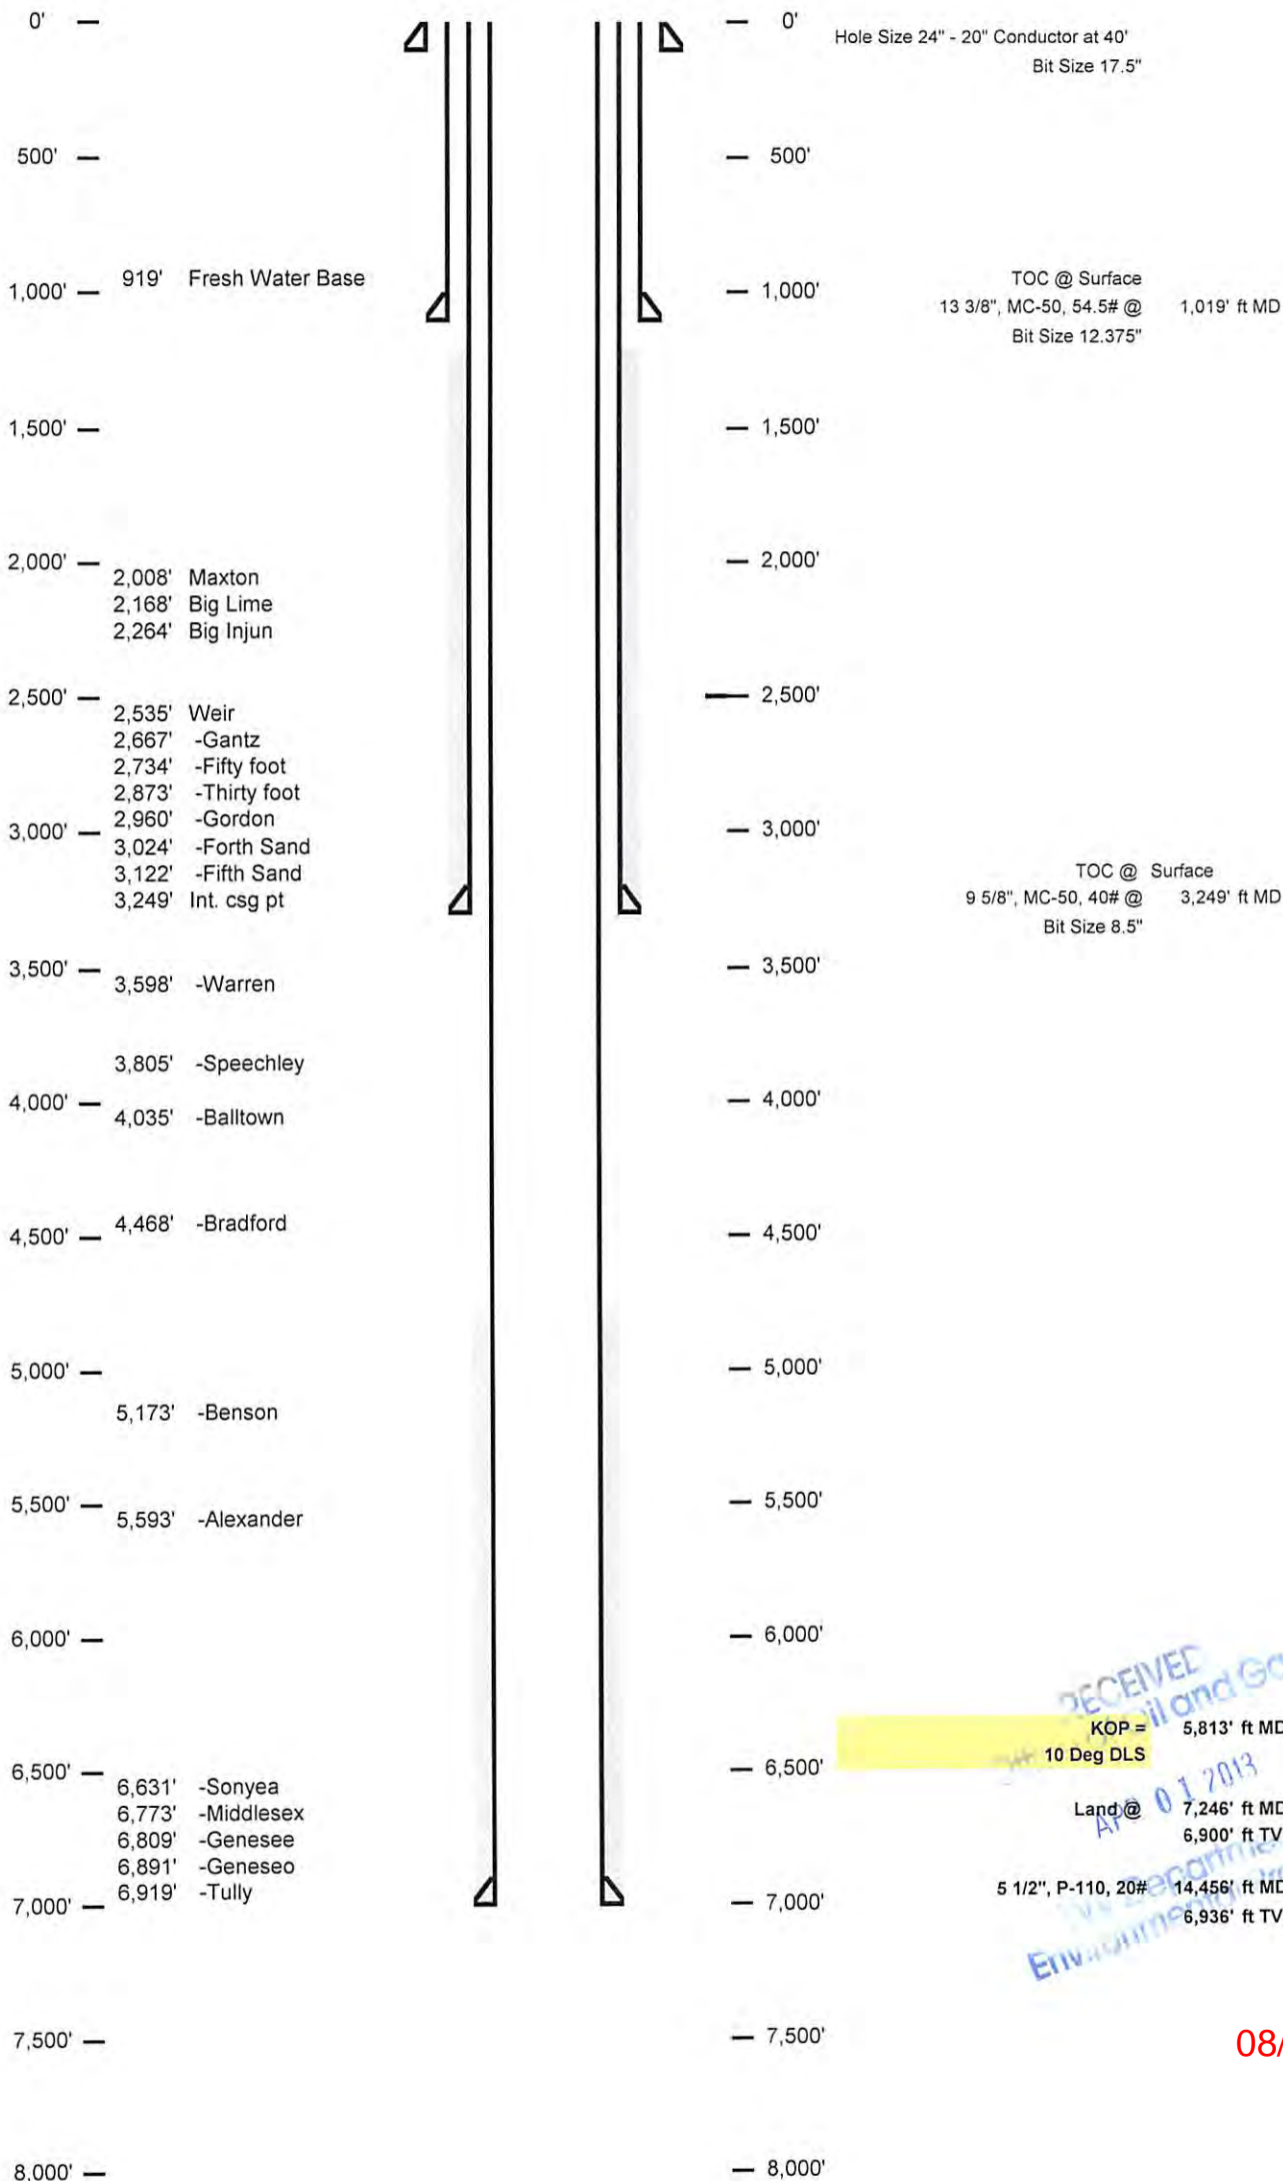 0' 0'
Hole Size 24" - 20" Conductor at 40'
Bit Size 17.5"
500' 500'
919' Fresh Water Base
TOC @ Surface
1,000' 1,000'
13 3/8", MC-50, 54.5# @ 1,019' ft MD
Bit Size 12.375"
1,500' 1,500'
2,000' 2,000'
2,008' Maxton
2,168' Big Lime
2,264' Big Injun
2,500' 2,500'
2,535' Weir
2,667' -Gantz
2,734' -Fifty foot
2,873' -Thirty foot
2,960' -Gordon
3,000' 3,000'
3,024' -Forth Sand
3,122' -Fifth Sand
TOC @ Surface
3,249' Int. csg pt
9 5/8", MC-50, 40# @ 3,249' ft MD
Bit Size 8.5"
3,500' 3,500'
3,598' -Warren
3,805' -Speechley
4,000' 4,000'
4,035' -Balltown
4,468' -Bradford
4,500' 4,500'
5,000' 5,000'
5,173' -Benson
5,500' 5,500'
5,593' -Alexander
6,000' 6,000'
RECEIVED
Oil and Ga
KOP = 5,813' ft MD
10 Deg DLS
6,500' 6,500'
APR 01 2013
6,631' -Sonyea
6,773' -Middlesex
Land @ 7,246' ft MD
6,809' -Genesee
6,900' ft TV
6,891' -Geneseo
6,919' -Tully
5 1/2", P-110, 20# 14,456' ft MD
7,000' 7,000'
6,936' ft TV
7,500' 7,500'
08/
8,000' 8,000'